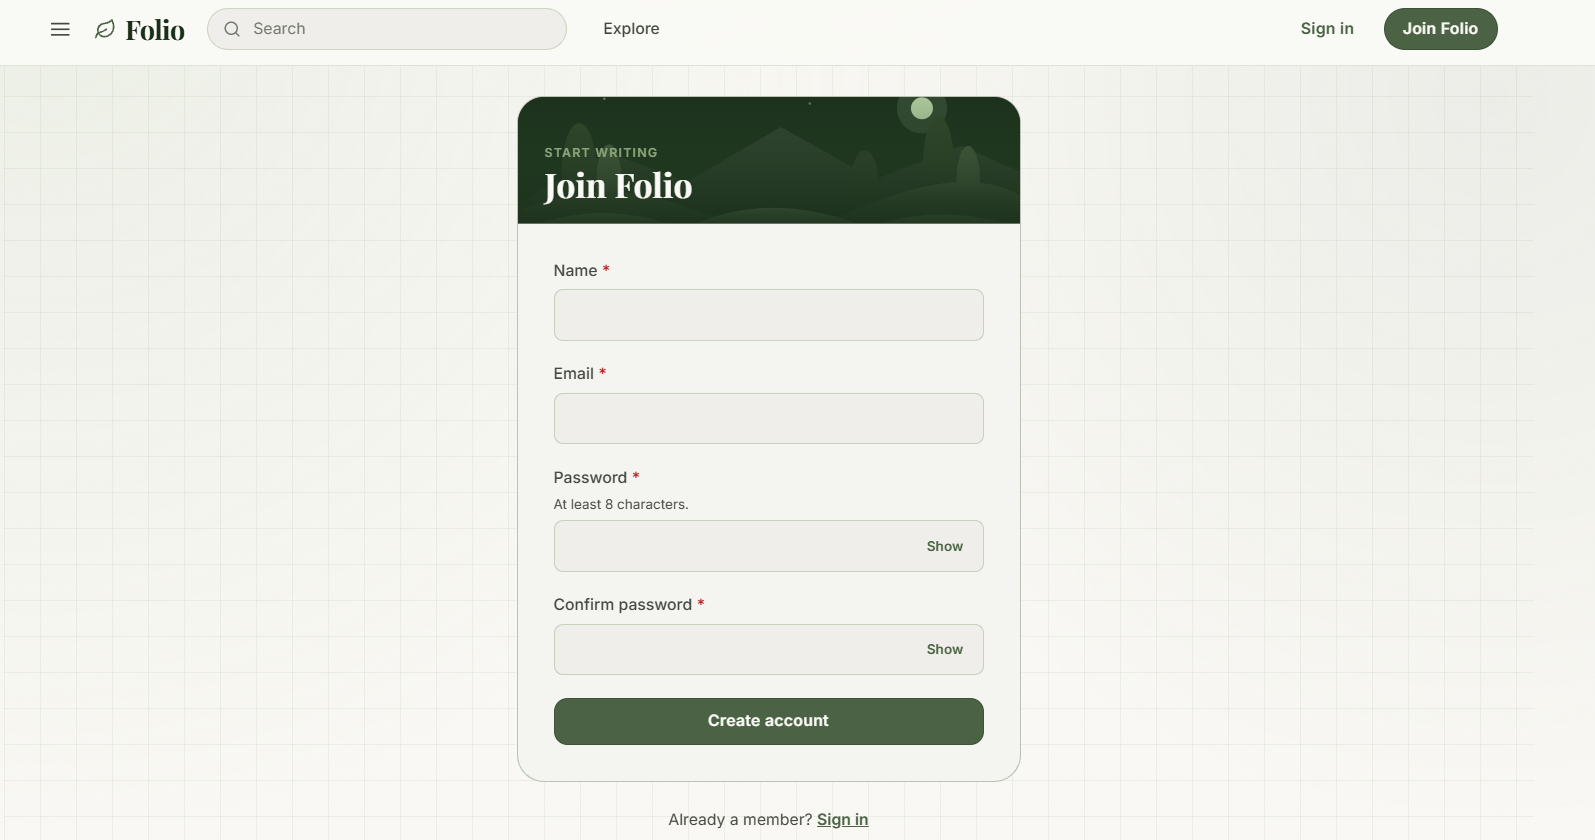 Folio
Search
Explore
Sign in
Join Folio
START WRITING
Join Folio
Name *
Email *
Password *
At least 8 characters.
Show
Confirm password *
Show
Create account
Already a member? Sign in